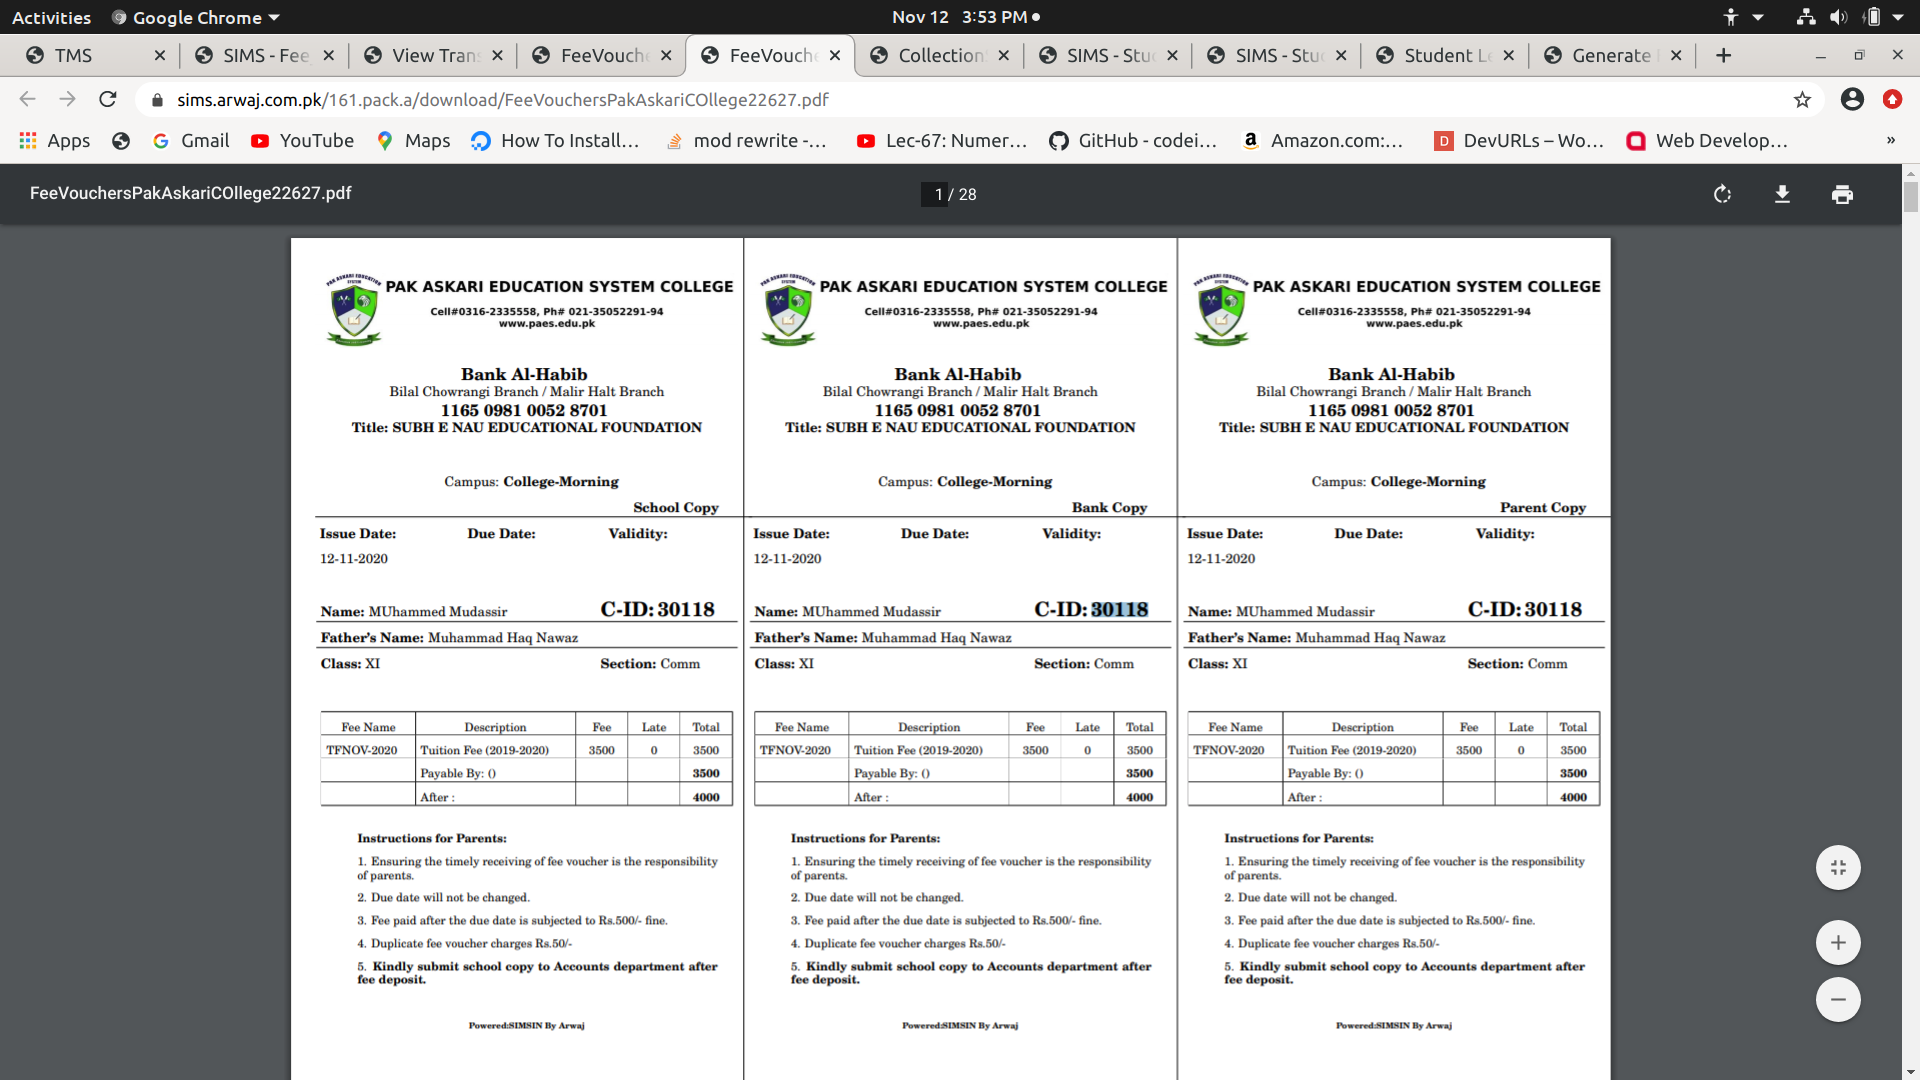 Activities Google Chrome Nov 12 3:53 PM
TMS SIMS - Fee View Tran FeeVouch FeeVouch Collection SIMS - Stu SIMS - Stu Student Le Generate
sims.arwaj.com.pk/161.pack.a/download/FeeVouchersPakAskariCOllege22627.pdf
Apps Gmail YouTube Maps How To Install... mod rewrite -... Lec-67: Numer... GitHub - codei... Amazon.com:... DevURLs – Wo... Web Develop... »
FeeVouchersPakAskariCOllege22627.pdf 1 / 28
PAK ASKARI EDUCATION SYSTEM COLLEGE
Cell#0316-2335558, Ph# 021-35052291-94
www.paes.edu.pk
Bank Al-Habib
Bilal Chowrangi Branch / Malir Halt Branch
1165 0981 0052 8701
Title: SUBH E NAU EDUCATIONAL FOUNDATION
Campus: College-Morning
School Copy
Issue Date: Due Date: Validity:
12-11-2020
Name: MUhammed Mudassir C-ID: 30118
Father's Name: Muhammad Haq Nawaz
Class: XI Section: Comm
Fee Name Description Fee Late Total
TFNOV-2020 Tuition Fee (2019-2020) 3500 0 3500
Payable By: () 3500
After : 4000
Instructions for Parents:
1. Ensuring the timely receiving of fee voucher is the responsibility
of parents.
2. Due date will not be changed.
3. Fee paid after the due date is subjected to Rs.500/- fine.
4. Duplicate fee voucher charges Rs.50/-
5. Kindly submit school copy to Accounts department after
fee deposit.
Powered:SIMSIN By Arwaj
PAK ASKARI EDUCATION SYSTEM COLLEGE
Cell#0316-2335558, Ph# 021-35052291-94
www.paes.edu.pk
Bank Al-Habib
Bilal Chowrangi Branch / Malir Halt Branch
1165 0981 0052 8701
Title: SUBH E NAU EDUCATIONAL FOUNDATION
Campus: College-Morning
Bank Copy
Issue Date: Due Date: Validity:
12-11-2020
Name: MUhammed Mudassir C-ID: 30118
Father's Name: Muhammad Haq Nawaz
Class: XI Section: Comm
Fee Name Description Fee Late Total
TFNOV-2020 Tuition Fee (2019-2020) 3500 0 3500
Payable By: () 3500
After : 4000
Instructions for Parents:
1. Ensuring the timely receiving of fee voucher is the responsibility
of parents.
2. Due date will not be changed.
3. Fee paid after the due date is subjected to Rs.500/- fine.
4. Duplicate fee voucher charges Rs.50/-
5. Kindly submit school copy to Accounts department after
fee deposit.
Powered:SIMSIN By Arwaj
PAK ASKARI EDUCATION SYSTEM COLLEGE
Cell#0316-2335558, Ph# 021-35052291-94
www.paes.edu.pk
Bank Al-Habib
Bilal Chowrangi Branch / Malir Halt Branch
1165 0981 0052 8701
Title: SUBH E NAU EDUCATIONAL FOUNDATION
Campus: College-Morning
Parent Copy
Issue Date: Due Date: Validity:
12-11-2020
Name: MUhammed Mudassir C-ID: 30118
Father's Name: Muhammad Haq Nawaz
Class: XI Section: Comm
Fee Name Description Fee Late Total
TFNOV-2020 Tuition Fee (2019-2020) 3500 0 3500
Payable By: () 3500
After : 4000
Instructions for Parents:
1. Ensuring the timely receiving of fee voucher is the responsibility
of parents.
2. Due date will not be changed.
3. Fee paid after the due date is subjected to Rs.500/- fine.
4. Duplicate fee voucher charges Rs.50/-
5. Kindly submit school copy to Accounts department after
fee deposit.
Powered:SIMSIN By Arwaj